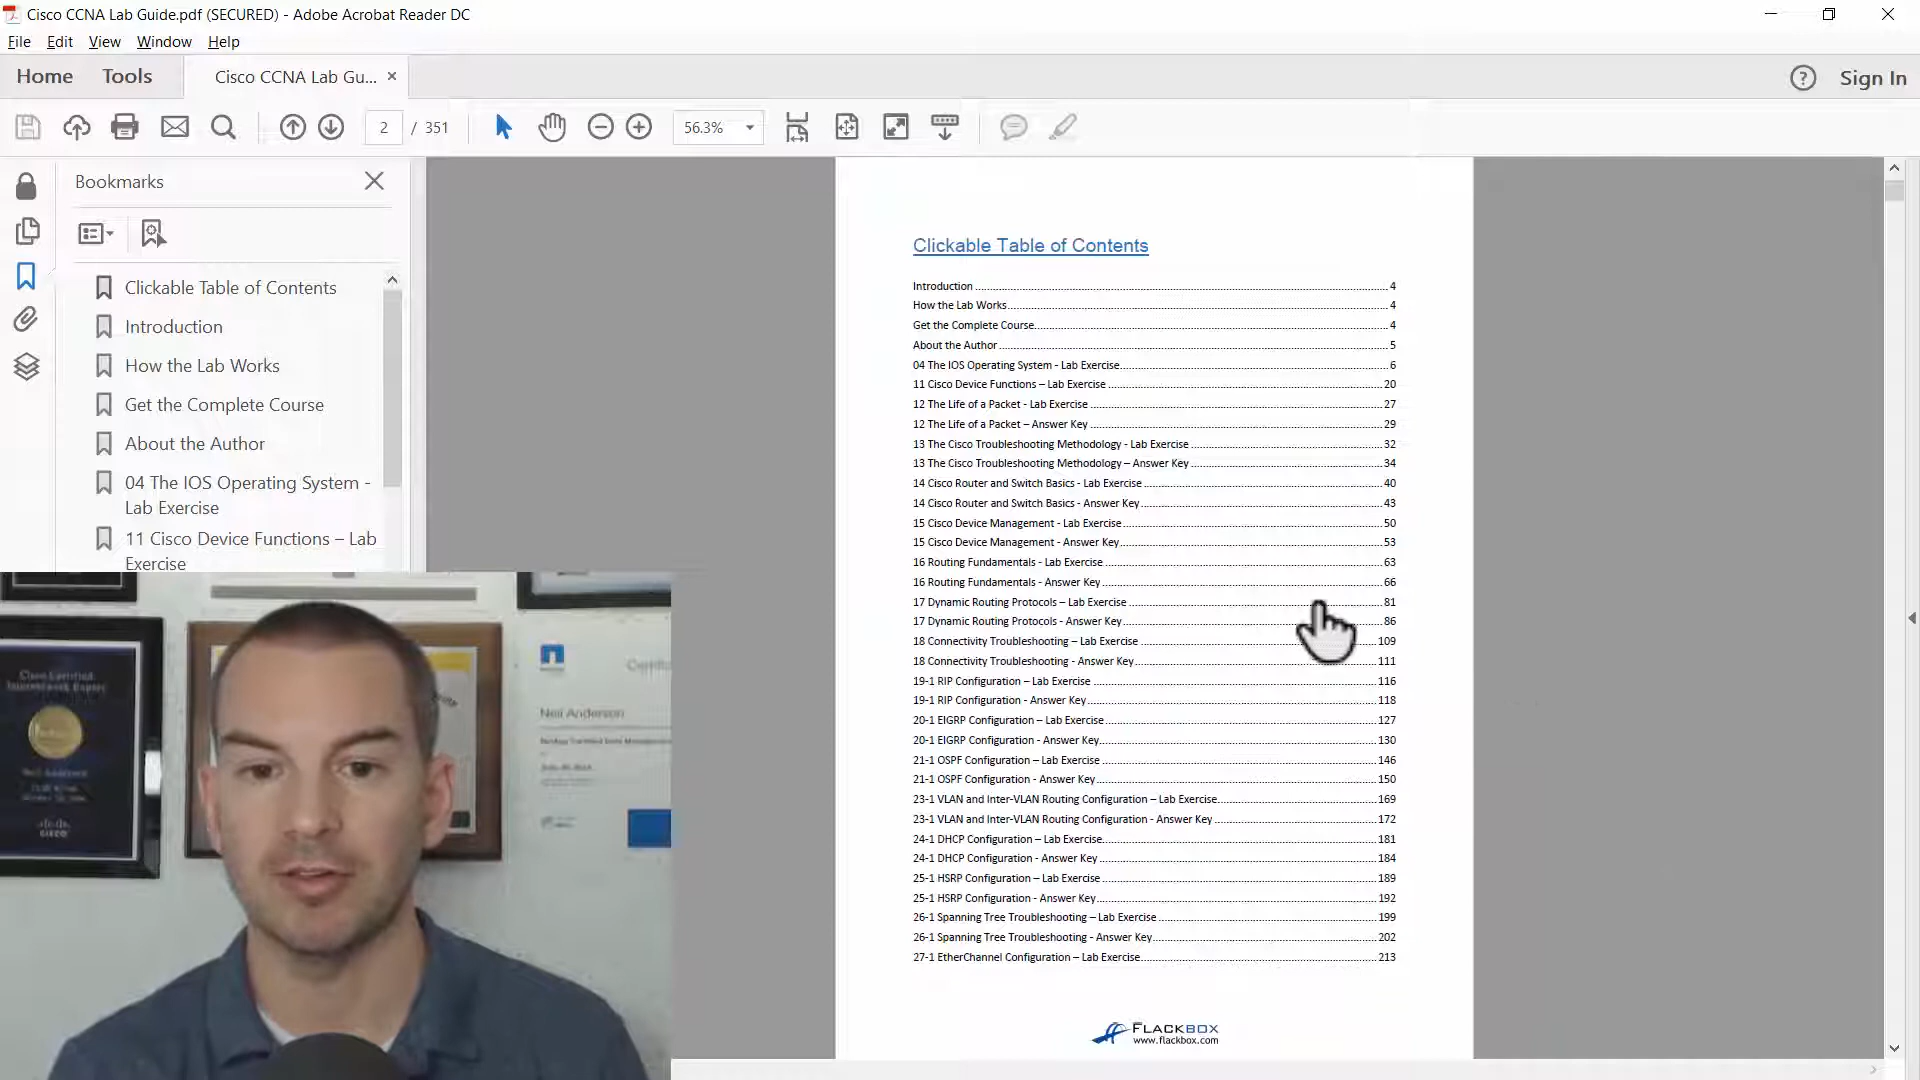 Cisco CCNA Lab Guide.pdf (SECURED) - Adobe Acrobat Reader DC
File Edit View Window Help
Home Tools Cisco CCNA Lab Gu... × ? Sign In
2 / 351 56.3%
Bookmarks
Clickable Table of Contents
Introduction
How the Lab Works
Get the Complete Course
About the Author
04 The IOS Operating System -
Lab Exercise
11 Cisco Device Functions – Lab
Exercise
Clickable Table of Contents
Introduction 4
How the Lab Works 4
Get the Complete Course 4
About the Author 5
04 The IOS Operating System - Lab Exercise 6
11 Cisco Device Functions – Lab Exercise 20
12 The Life of a Packet - Lab Exercise 27
12 The Life of a Packet – Answer Key 29
13 The Cisco Troubleshooting Methodology - Lab Exercise 32
13 The Cisco Troubleshooting Methodology – Answer Key 34
14 Cisco Router and Switch Basics - Lab Exercise 40
14 Cisco Router and Switch Basics - Answer Key 43
15 Cisco Device Management - Lab Exercise 50
15 Cisco Device Management - Answer Key 53
16 Routing Fundamentals - Lab Exercise 63
16 Routing Fundamentals - Answer Key 66
17 Dynamic Routing Protocols – Lab Exercise 81
17 Dynamic Routing Protocols - Answer Key 86
18 Connectivity Troubleshooting – Lab Exercise 109
18 Connectivity Troubleshooting - Answer Key 111
19-1 RIP Configuration – Lab Exercise 116
19-1 RIP Configuration - Answer Key 118
20-1 EIGRP Configuration – Lab Exercise 127
20-1 EIGRP Configuration - Answer Key 130
21-1 OSPF Configuration – Lab Exercise 146
21-1 OSPF Configuration - Answer Key 150
23-1 VLAN and Inter-VLAN Routing Configuration – Lab Exercise 169
23-1 VLAN and Inter-VLAN Routing Configuration - Answer Key 172
24-1 DHCP Configuration – Lab Exercise 181
24-1 DHCP Configuration - Answer Key 184
25-1 HSRP Configuration – Lab Exercise 189
25-1 HSRP Configuration - Answer Key 192
26-1 Spanning Tree Troubleshooting – Lab Exercise 199
26-1 Spanning Tree Troubleshooting - Answer Key 202
27-1 EtherChannel Configuration – Lab Exercise 213
FLACKBOX
www.flackbox.com
Cisco Certified
Internetwork Expert
Neil Anderson
CISCO
Neil Anderson